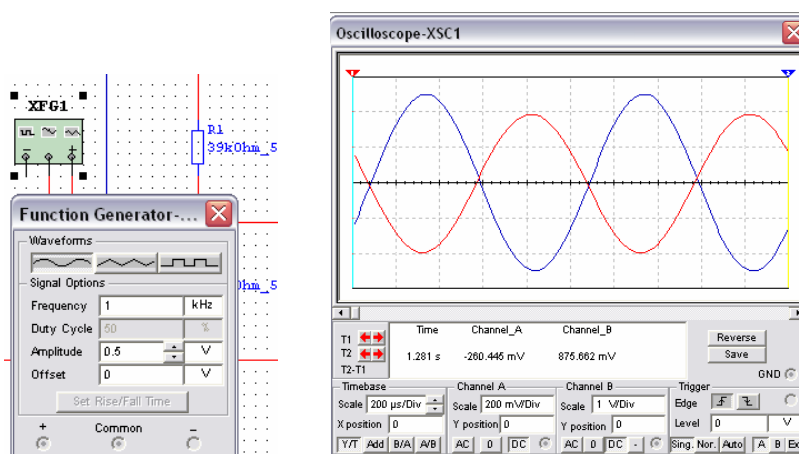 XFG1
R1
39kOhm_5
Function Generator-...
Waveforms
Signal Options
Frequency 1 kHz
Duty Cycle 50 %
Amplitude 0.5 V
Offset 0 V
Set Rise/Fall Time
+ Common -
Ohm_5
Oscilloscope-XSC1
1 2
Time Channel_A Channel_B
T1
T2 1.281 s -260.445 mV 875.662 mV
T2-T1
Reverse
Save
GND
Timebase
Scale 200 µs/Div
X position 0
Y/T Add B/A A/B
Channel A
Scale 200 mV/Div
Y position 0
AC 0 DC
Channel B
Scale 1 V/Div
Y position 0
AC 0 DC -
Trigger
Edge
Level 0 V
Sing. Nor. Auto A B Ex